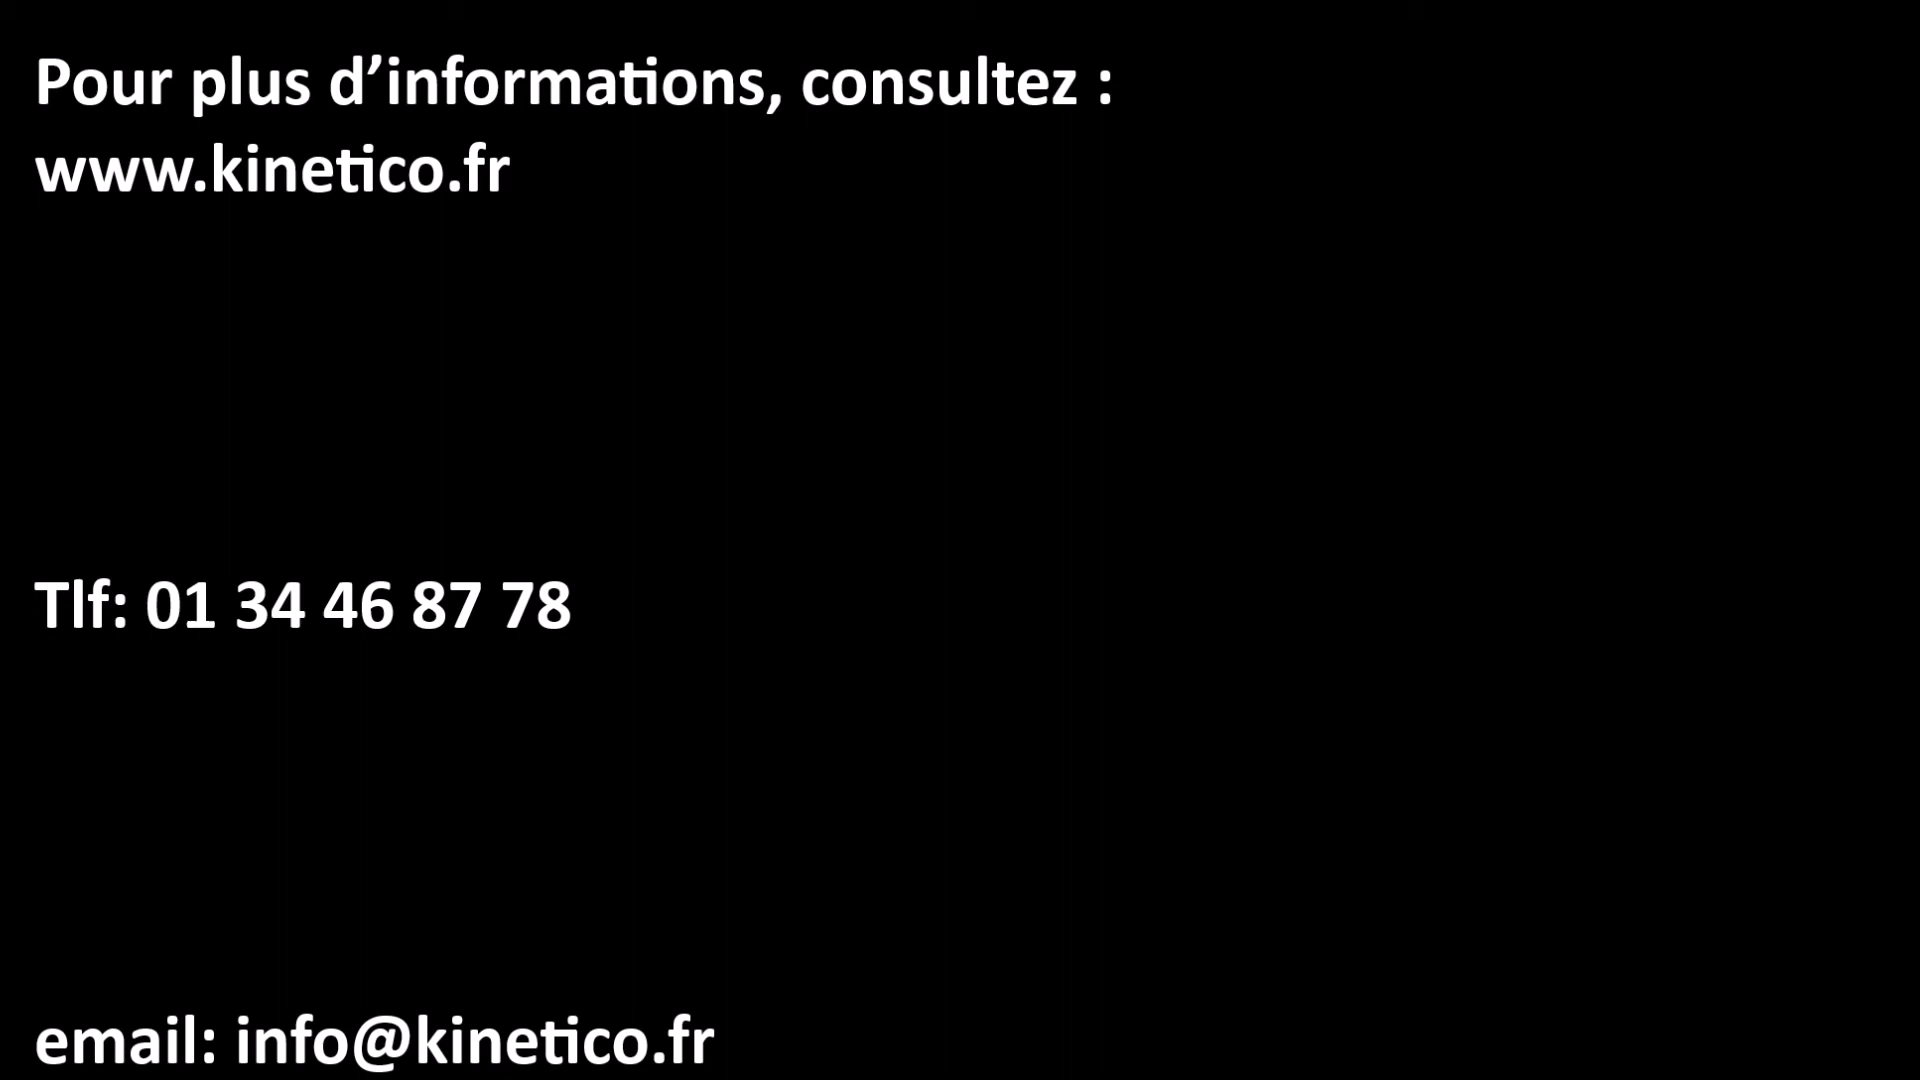 Pour plus d’informations, consultez :
www.kinetico.fr
Tlf: 01 34 46 87 78
email: info@kinetico.fr